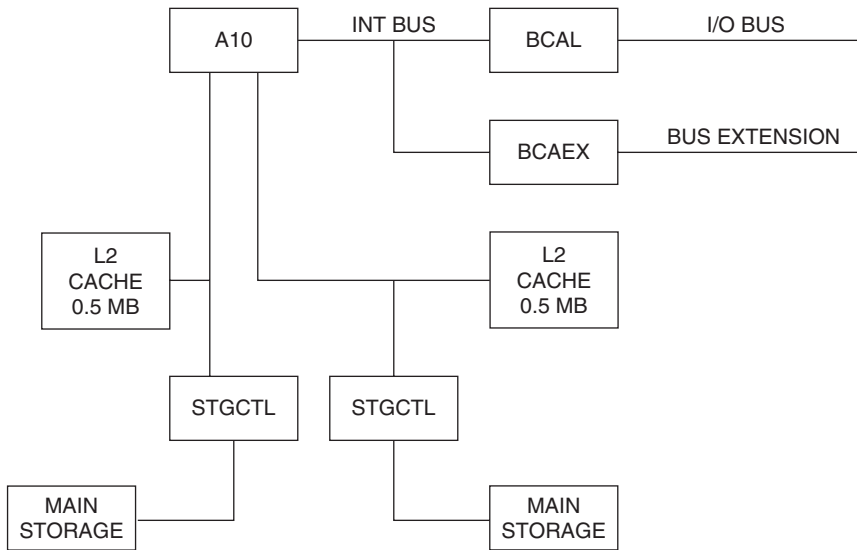 A10
INT BUS
BCAL
I/O BUS
BCAEX
BUS EXTENSION
L2
CACHE
0.5 MB
L2
CACHE
0.5 MB
STGCTL
STGCTL
MAIN
STORAGE
MAIN
STORAGE